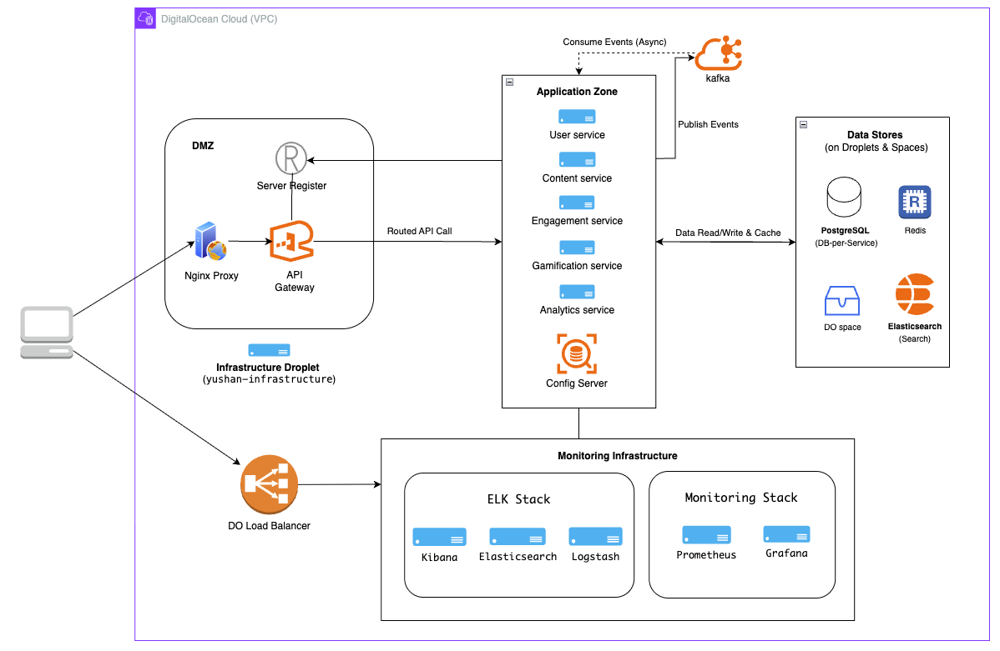 DigitalOcean Cloud (VPC)
Consume Events (Async)
kafka
Publish Events
Application Zone
User service
Content service
Engagement service
Gamification service
Analytics service
Config Server
DMZ
R
Server Register
Nginx Proxy
API
Gateway
Routed API Call
Infrastructure Droplet
(yushan-infrastructure)
Data Read/Write & Cache
Data Stores
(on Droplets & Spaces)
PostgreSQL
(DB-per-Service)
R
Redis
DO space
Elasticsearch
(Search)
DO Load Balancer
Monitoring Infrastructure
ELK Stack
Kibana
Elasticsearch
Logstash
Monitoring Stack
Prometheus
Grafana